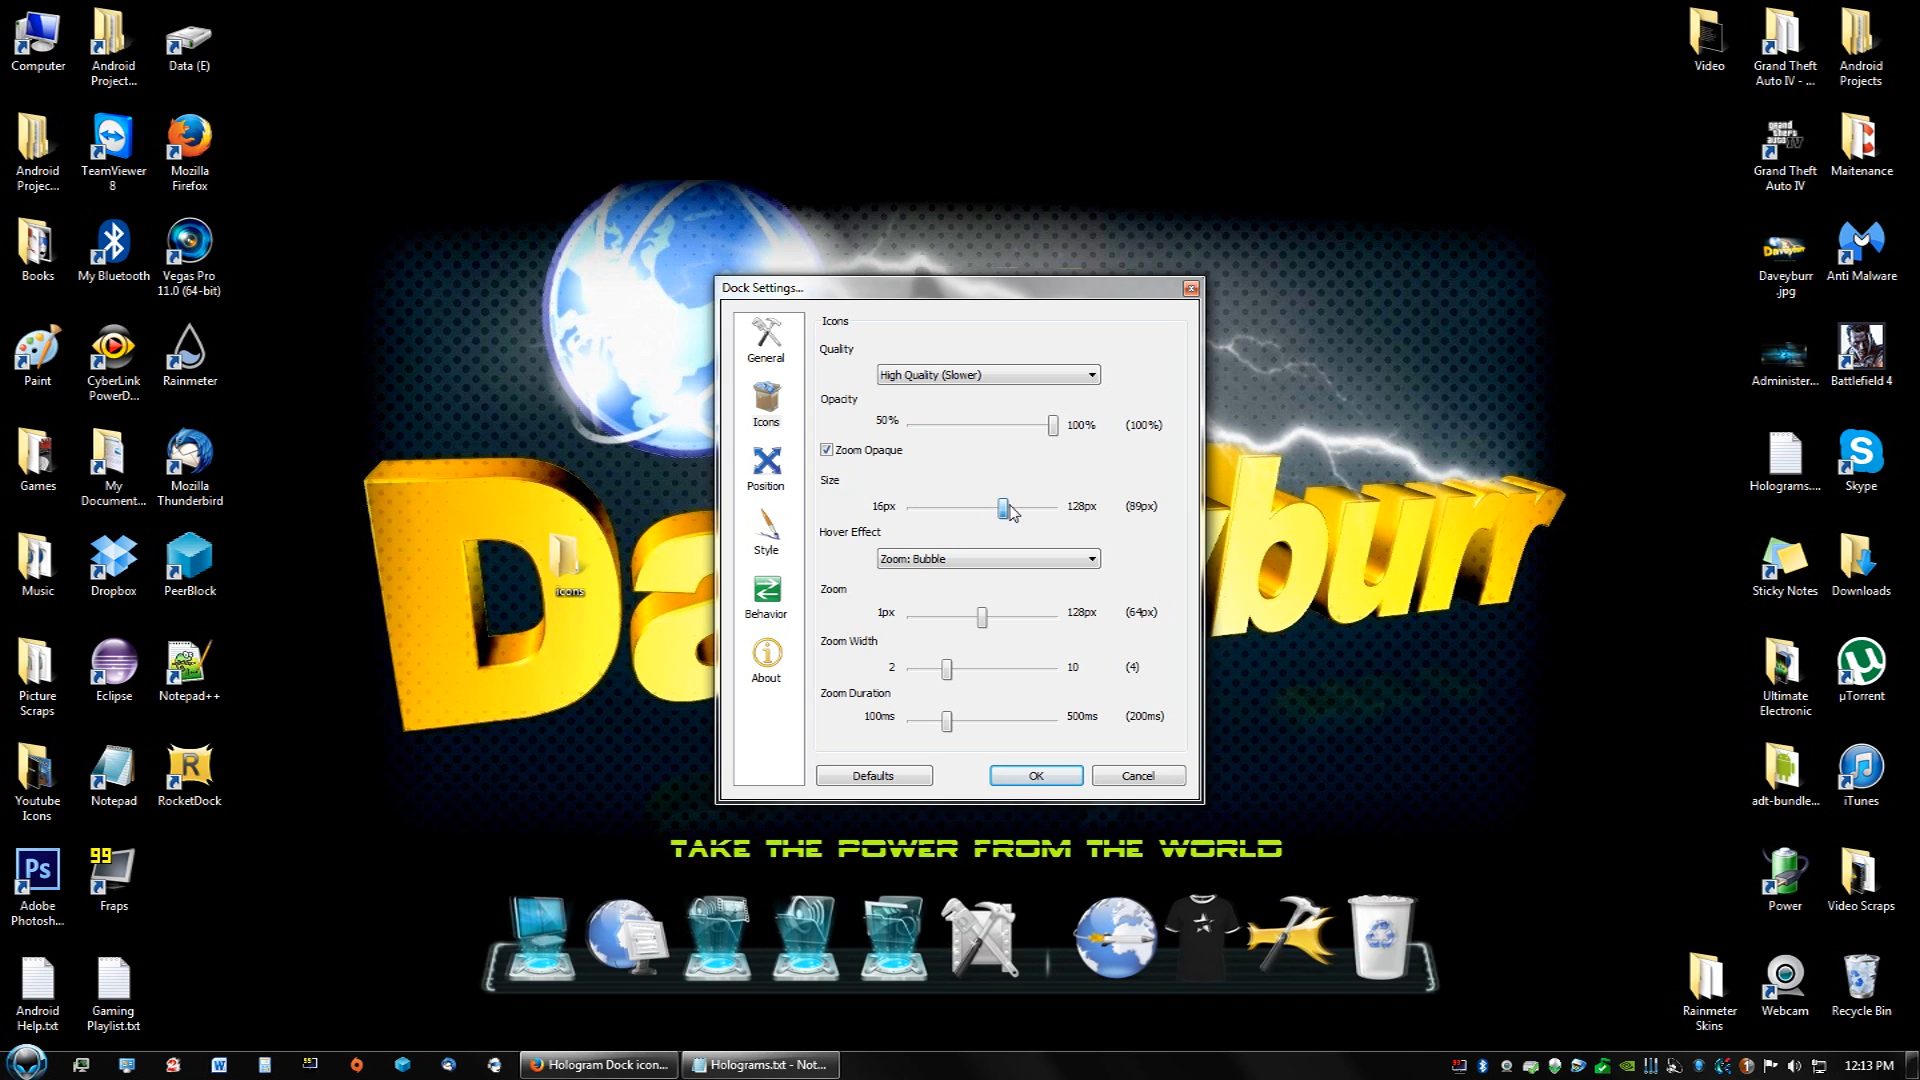 Computer
Android
Project...
Data (E)
Android
Projec...
TeamViewer
8
Mozilla
Firefox
Books
My Bluetooth
Vegas Pro
11.0 (64-bit)
Paint
CyberLink
PowerD...
Rainmeter
Games
My
Document...
Mozilla
Thunderbird
Music
Dropbox
PeerBlock
Picture
Scraps
Eclipse
Notepad++
Youtube
Icons
Notepad
R
RocketDock
Ps
Adobe
Photosh...
99
Fraps
Android
Help.txt
Gaming
Playlist.txt
icons
Dock Settings...
General
Icons
Position
Style
Behavior
About
Icons
Quality
High Quality (Slower)
Opacity
50%
100%
(100%)
Zoom Opaque
Size
16px
128px
(89px)
Hover Effect
Zoom: Bubble
Zoom
1px
128px
(64px)
Zoom Width
2
10
(4)
Zoom Duration
100ms
500ms
(200ms)
Defaults
OK
Cancel
TAKE THE POWER FROM THE WORLD
Video
Grand Theft
Auto IV - ...
Android
Projects
grand
theft
auto IV
Grand Theft
Auto IV
Maitenance
Daveyburr
.jpg
Anti Malware
Administer...
Battlefield 4
Holograms....
S
Skype
Sticky Notes
Downloads
Ultimate
Electronic
µTorrent
adt-bundle...
iTunes
Power
Video Scraps
Rainmeter
Skins
Webcam
Recycle Bin
Hologram Dock icon...
Holograms.txt - Not...
12:13 PM